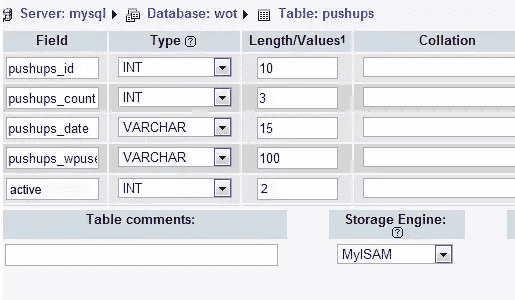 Server: mysql Database: wot Table: pushups
Field Type ? Length/Values1 Collation
pushups_id INT 10
pushups_count INT 3
pushups_date VARCHAR 15
pushups_wpuse VARCHAR 100
active INT 2
Table comments: Storage Engine: ?
MyISAM